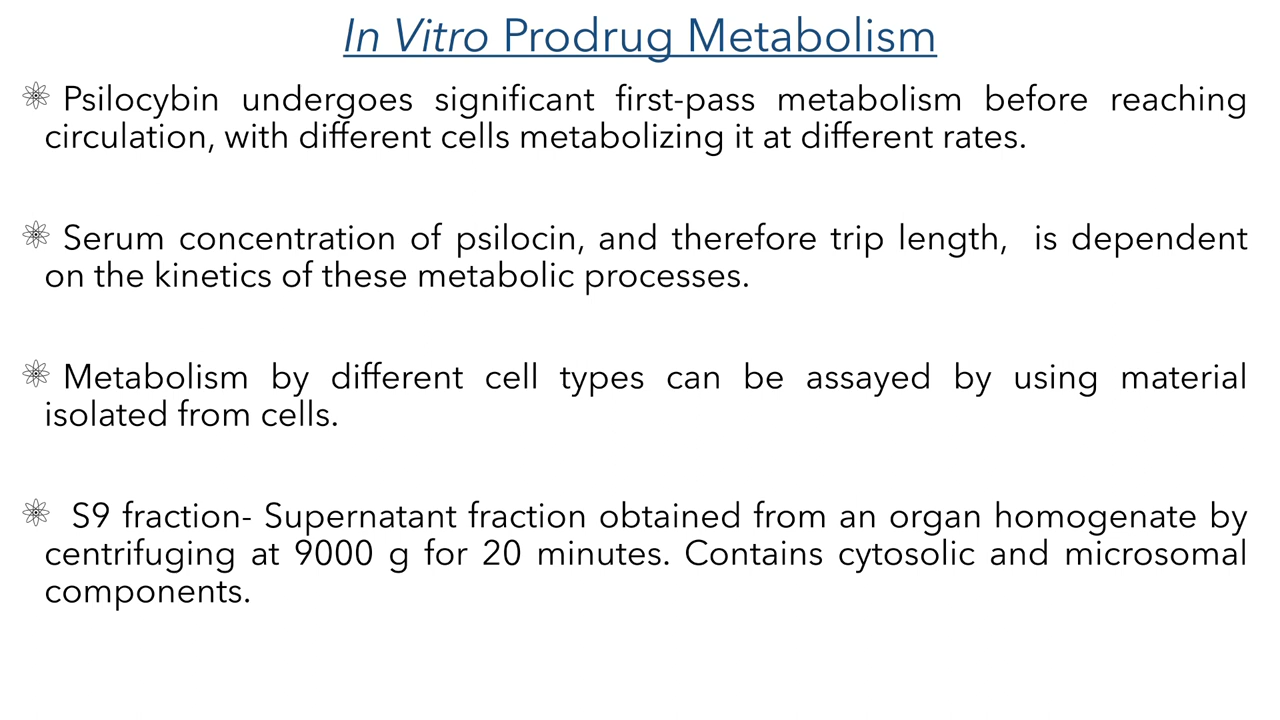 In Vitro Prodrug Metabolism
Psilocybin undergoes significant first-pass metabolism before reaching
circulation, with different cells metabolizing it at different rates.
Serum concentration of psilocin, and therefore trip length,  is dependent
on the kinetics of these metabolic processes.
Metabolism by different cell types can be assayed by using material
isolated from cells.
S9 fraction- Supernatant fraction obtained from an organ homogenate by
centrifuging at 9000 g for 20 minutes. Contains cytosolic and microsomal
components.